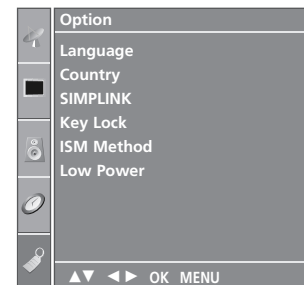 Option
Language
Country
SIMPLINK
Key Lock
ISM Method
Low Power
▲▼ ◄► OK MENU